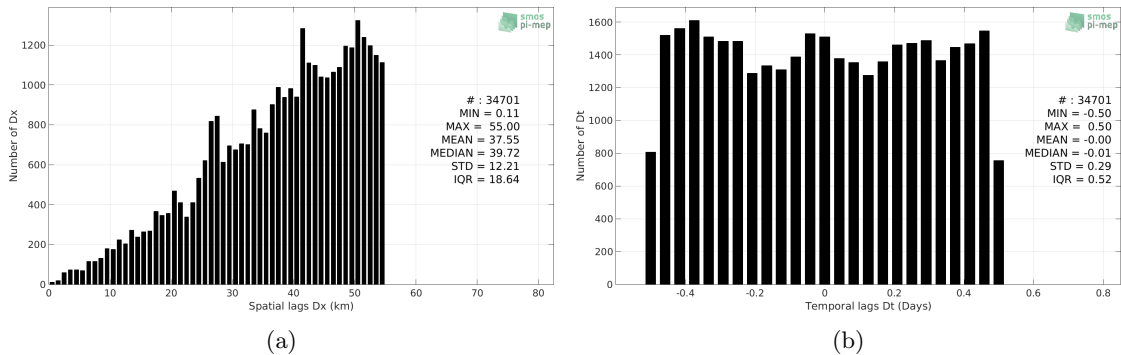 smos
pi-mep
1200
1000
800
600
400
200
0
Number of Dx
# : 34701
MIN = 0.11
MAX = 55.00
MEAN = 37.55
MEDIAN = 39.72
STD = 12.21
IQR = 18.64
0 10 20 30 40 50 60 70 80
Spatial lags Dx (km)
(a)
smos
pi-mep
1600
1400
1200
1000
800
600
400
200
0
Number of Dt
# : 34701
MIN = -0.50
MAX = 0.50
MEAN = -0.00
MEDIAN = -0.01
STD = 0.29
IQR = 0.52
-0.4 -0.2 0 0.2 0.4 0.6 0.8
Temporal lags Dt (Days)
(b)